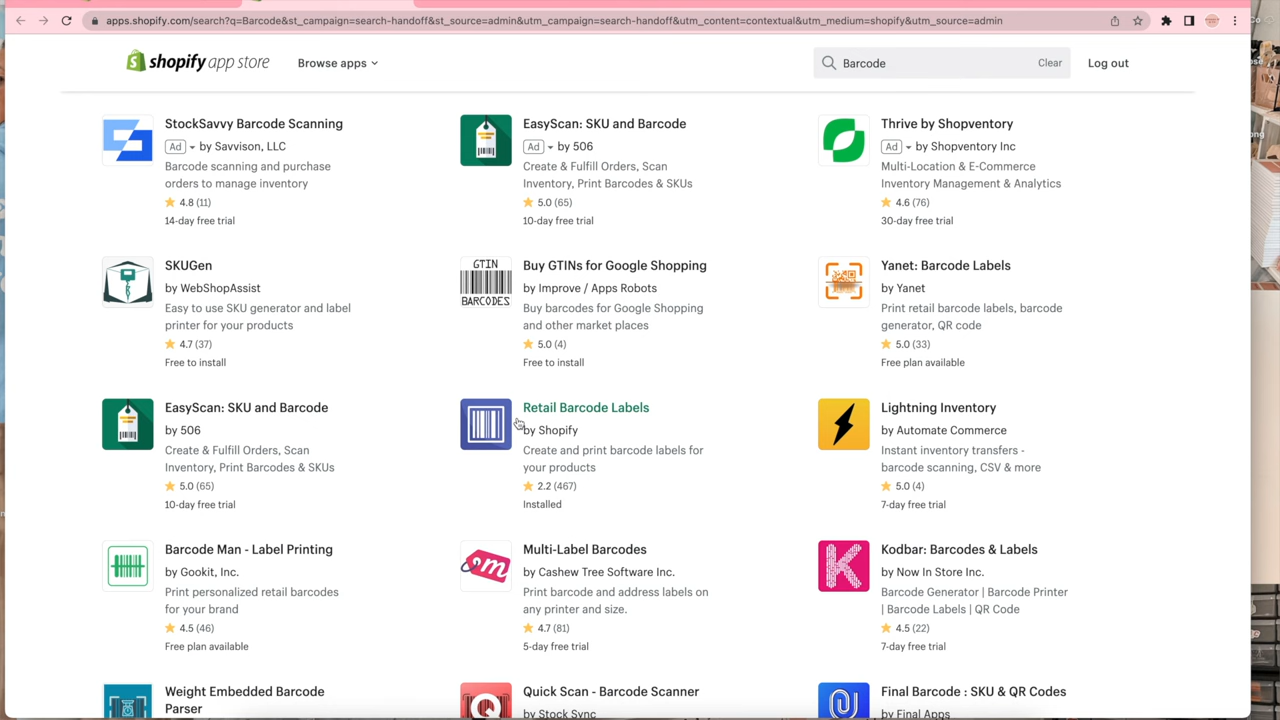 apps.shopify.com/search?q=Barcode&st_campaign=search-handoff&st_source=admin&utm_campaign=search-handoff&utm_content=contextual&utm_medium=shopify&utm_source=admin
shopify app store
Browse apps
Barcode
Clear
Log out
StockSavvy Barcode Scanning
Ad by Savvison, LLC
Barcode scanning and purchase
orders to manage inventory
4.8 (11)
14-day free trial
EasyScan: SKU and Barcode
Ad by 506
Create & Fulfill Orders, Scan
Inventory, Print Barcodes & SKUs
5.0 (65)
10-day free trial
Thrive by Shopventory
Ad by Shopventory Inc
Multi-Location & E-Commerce
Inventory Management & Analytics
4.6 (76)
30-day free trial
SKUGen
by WebShopAssist
Easy to use SKU generator and label
printer for your products
4.7 (37)
Free to install
GTIN
BARCODES
Buy GTINs for Google Shopping
by Improve / Apps Robots
Buy barcodes for Google Shopping
and other market places
5.0 (4)
Free to install
Yanet: Barcode Labels
by Yanet
Print retail barcode labels, barcode
generator, QR code
5.0 (33)
Free plan available
EasyScan: SKU and Barcode
by 506
Create & Fulfill Orders, Scan
Inventory, Print Barcodes & SKUs
5.0 (65)
10-day free trial
Retail Barcode Labels
by Shopify
Create and print barcode labels for
your products
2.2 (467)
Installed
Lightning Inventory
by Automate Commerce
Instant inventory transfers -
barcode scanning, CSV & more
5.0 (4)
7-day free trial
Barcode Man - Label Printing
by Gookit, Inc.
Print personalized retail barcodes
for your brand
4.5 (46)
Free plan available
m
Multi-Label Barcodes
by Cashew Tree Software Inc.
Print barcode and address labels on
any printer and size.
4.7 (81)
5-day free trial
K
Kodbar: Barcodes & Labels
by Now In Store Inc.
Barcode Generator | Barcode Printer
| Barcode Labels | QR Code
4.5 (22)
7-day free trial
Weight Embedded Barcode
Parser
Quick Scan - Barcode Scanner
by Stock Sync
Final Barcode : SKU & QR Codes
by Final Apps